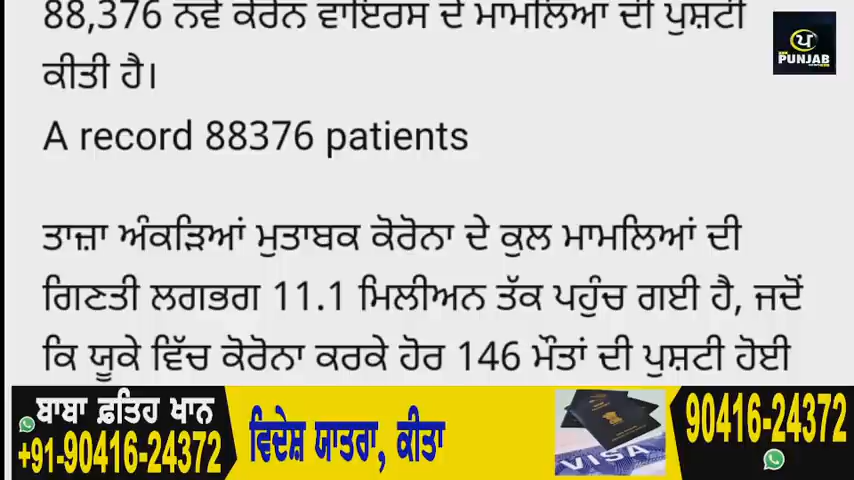 88,376 ਨਵੇਂ ਕੋਰੋਨਾ ਵਾਇਰਸ ਦੇ ਮਾਮਲਿਆਂ ਦੀ ਪੁਸ਼ਟੀ
ਕੀਤੀ ਹੈ।
A record 88376 patients
ਤਾਜ਼ਾ ਅੰਕੜਿਆਂ ਮੁਤਾਬਕ ਕੋਰੋਨਾ ਦੇ ਕੁਲ ਮਾਮਲਿਆਂ ਦੀ
ਗਿਣਤੀ ਲਗਭਗ 11.1 ਮਿਲੀਅਨ ਤੱਕ ਪਹੁੰਚ ਗਈ ਹੈ, ਜਦੋਂ
ਕਿ ਯੂਕੇ ਵਿੱਚ ਕੋਰੋਨਾ ਕਰਕੇ ਹੋਰ 146 ਮੌਤਾਂ ਦੀ ਪੁਸ਼ਟੀ ਹੋਈ
ਪ
PUNJAB
ਬਾਬਾ ਫ਼ਤਿਹ ਖਾਨ
+91-90416-24372
ਵਿਦੇਸ਼ ਯਾਤਰਾ, ਕੀਤਾ
VISA
90416-24372